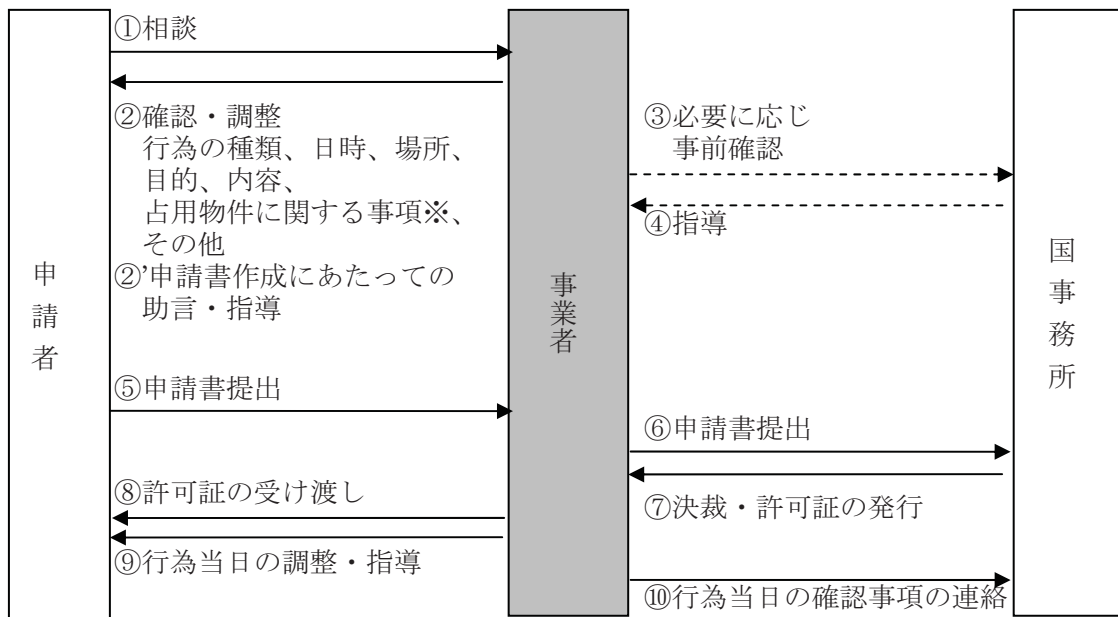 ①相談
②確認・調整
行為の種類、日時、場所、
目的、内容、
占用物件に関する事項※、
その他
②’申請書作成にあたっての
助言・指導
③必要に応じ
事前確認
④指導
申請者
事業者
国事務所
⑤申請書提出
⑥申請書提出
⑦決裁・許可証の発行
⑧許可証の受け渡し
⑨行為当日の調整・指導
⑩行為当日の確認事項の連絡